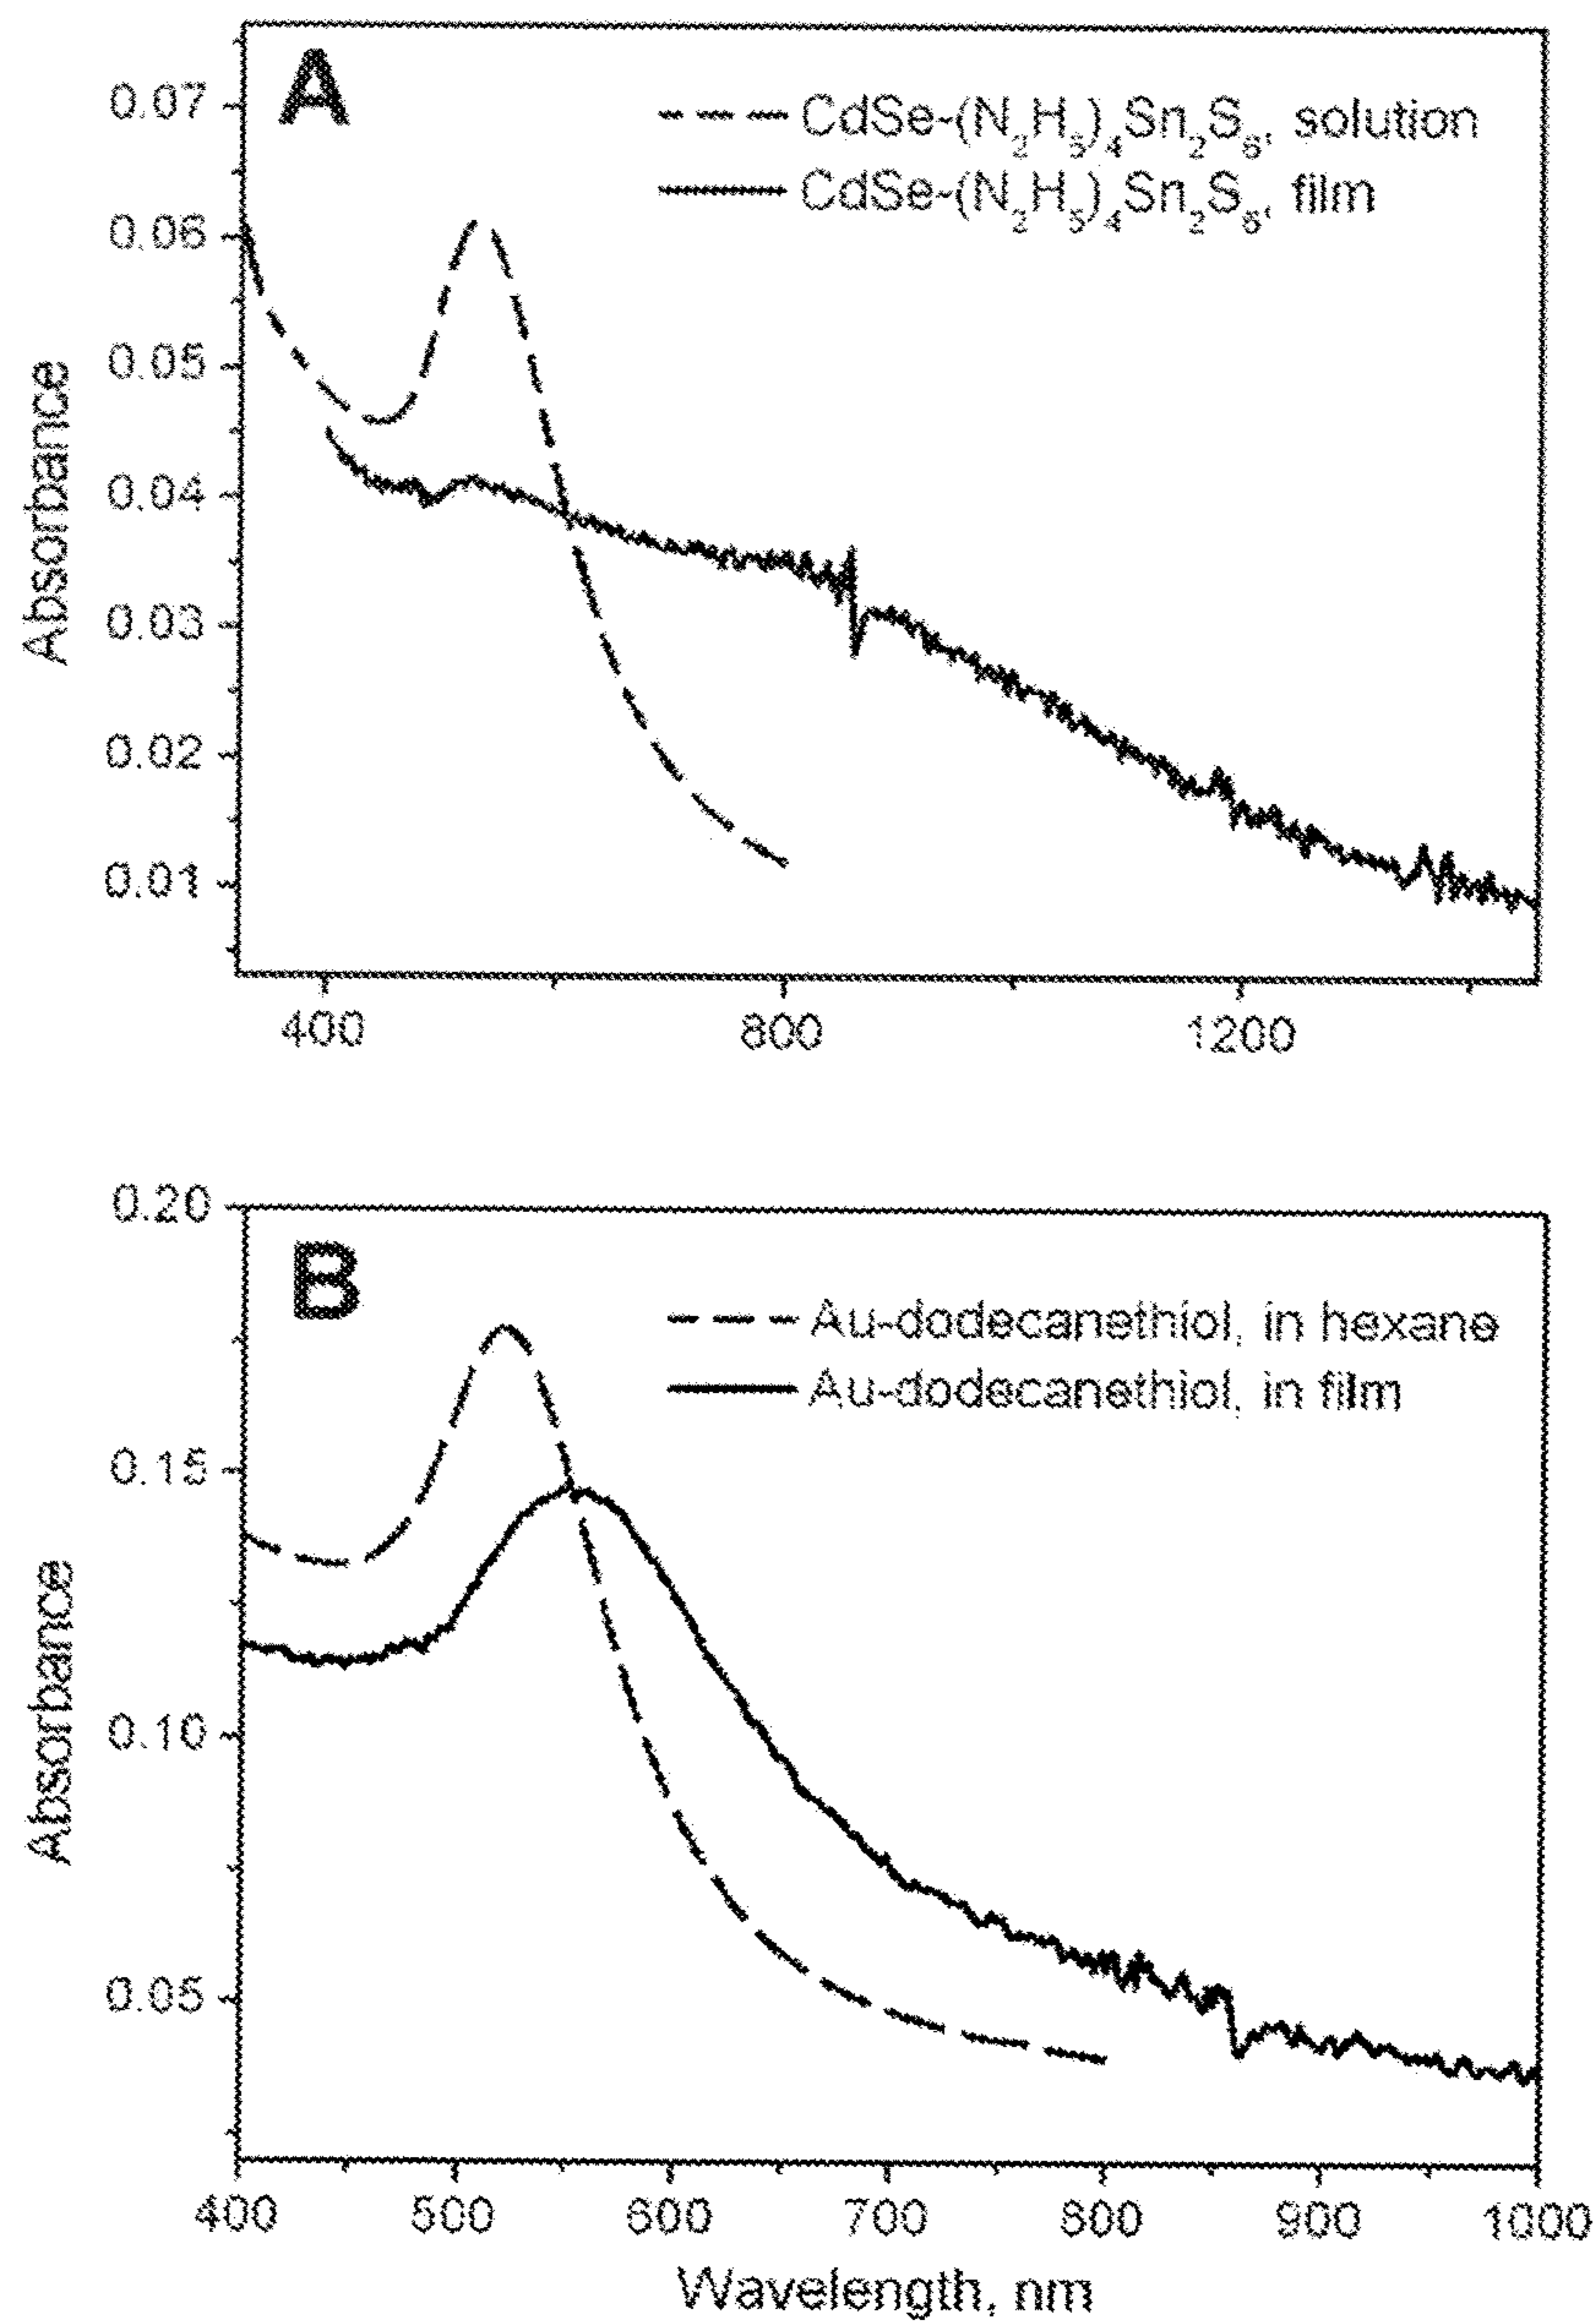 A
CdSe-(N₂H₅)₄Sn₂S₆, solution
CdSe-(N₂H₅)₄Sn₂S₆, film
Absorbance
0.07
0.06
0.05
0.04
0.03
0.02
0.01
400 800 1200
B
Au-dodecanethiol, in hexane
Au-dodecanethiol, in film
Absorbance
0.20
0.15
0.10
0.05
400 500 600 700 800 900 1000
Wavelength, nm